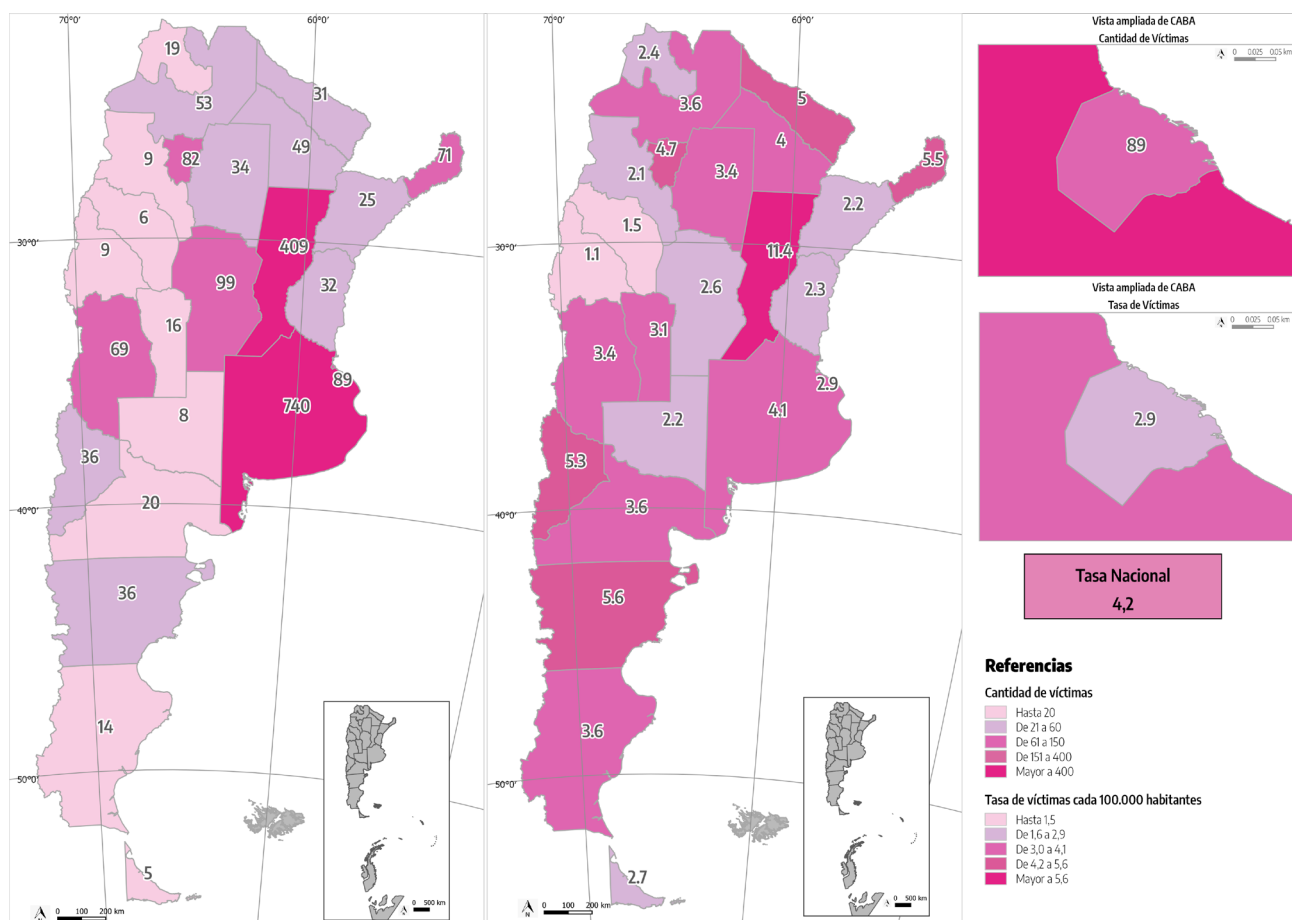 70°0'
60°0'
19
53
31
9
82
34
49
71
6
25
30°0'
9
409
99
32
16
69
89
740
8
36
20
40°0'
36
14
50°0'
5
N
0 100 200 km
N
0 500 km
70°0'
60°0'
2.4
3.6
5
4.7
4
5.5
2.1
3.4
2.2
1.5
30°0'
1.1
11.4
2.6
2.3
3.1
3.4
2.9
4.1
2.2
5.3
3.6
40°0'
5.6
3.6
50°0'
2.7
N
0 100 200 km
N
0 500 km
Vista ampliada de CABA
Cantidad de Víctimas
N
0 0.025 0.05 km
89
Vista ampliada de CABA
Tasa de Víctimas
N
0 0.025 0.05 km
2.9
Tasa Nacional
4,2
Referencias
Cantidad de víctimas
Hasta 20
De 21 a 60
De 61 a 150
De 151 a 400
Mayor a 400
Tasa de víctimas cada 100.000 habitantes
Hasta 1,5
De 1,6 a 2,9
De 3,0 a 4,1
De 4,2 a 5,6
Mayor a 5,6